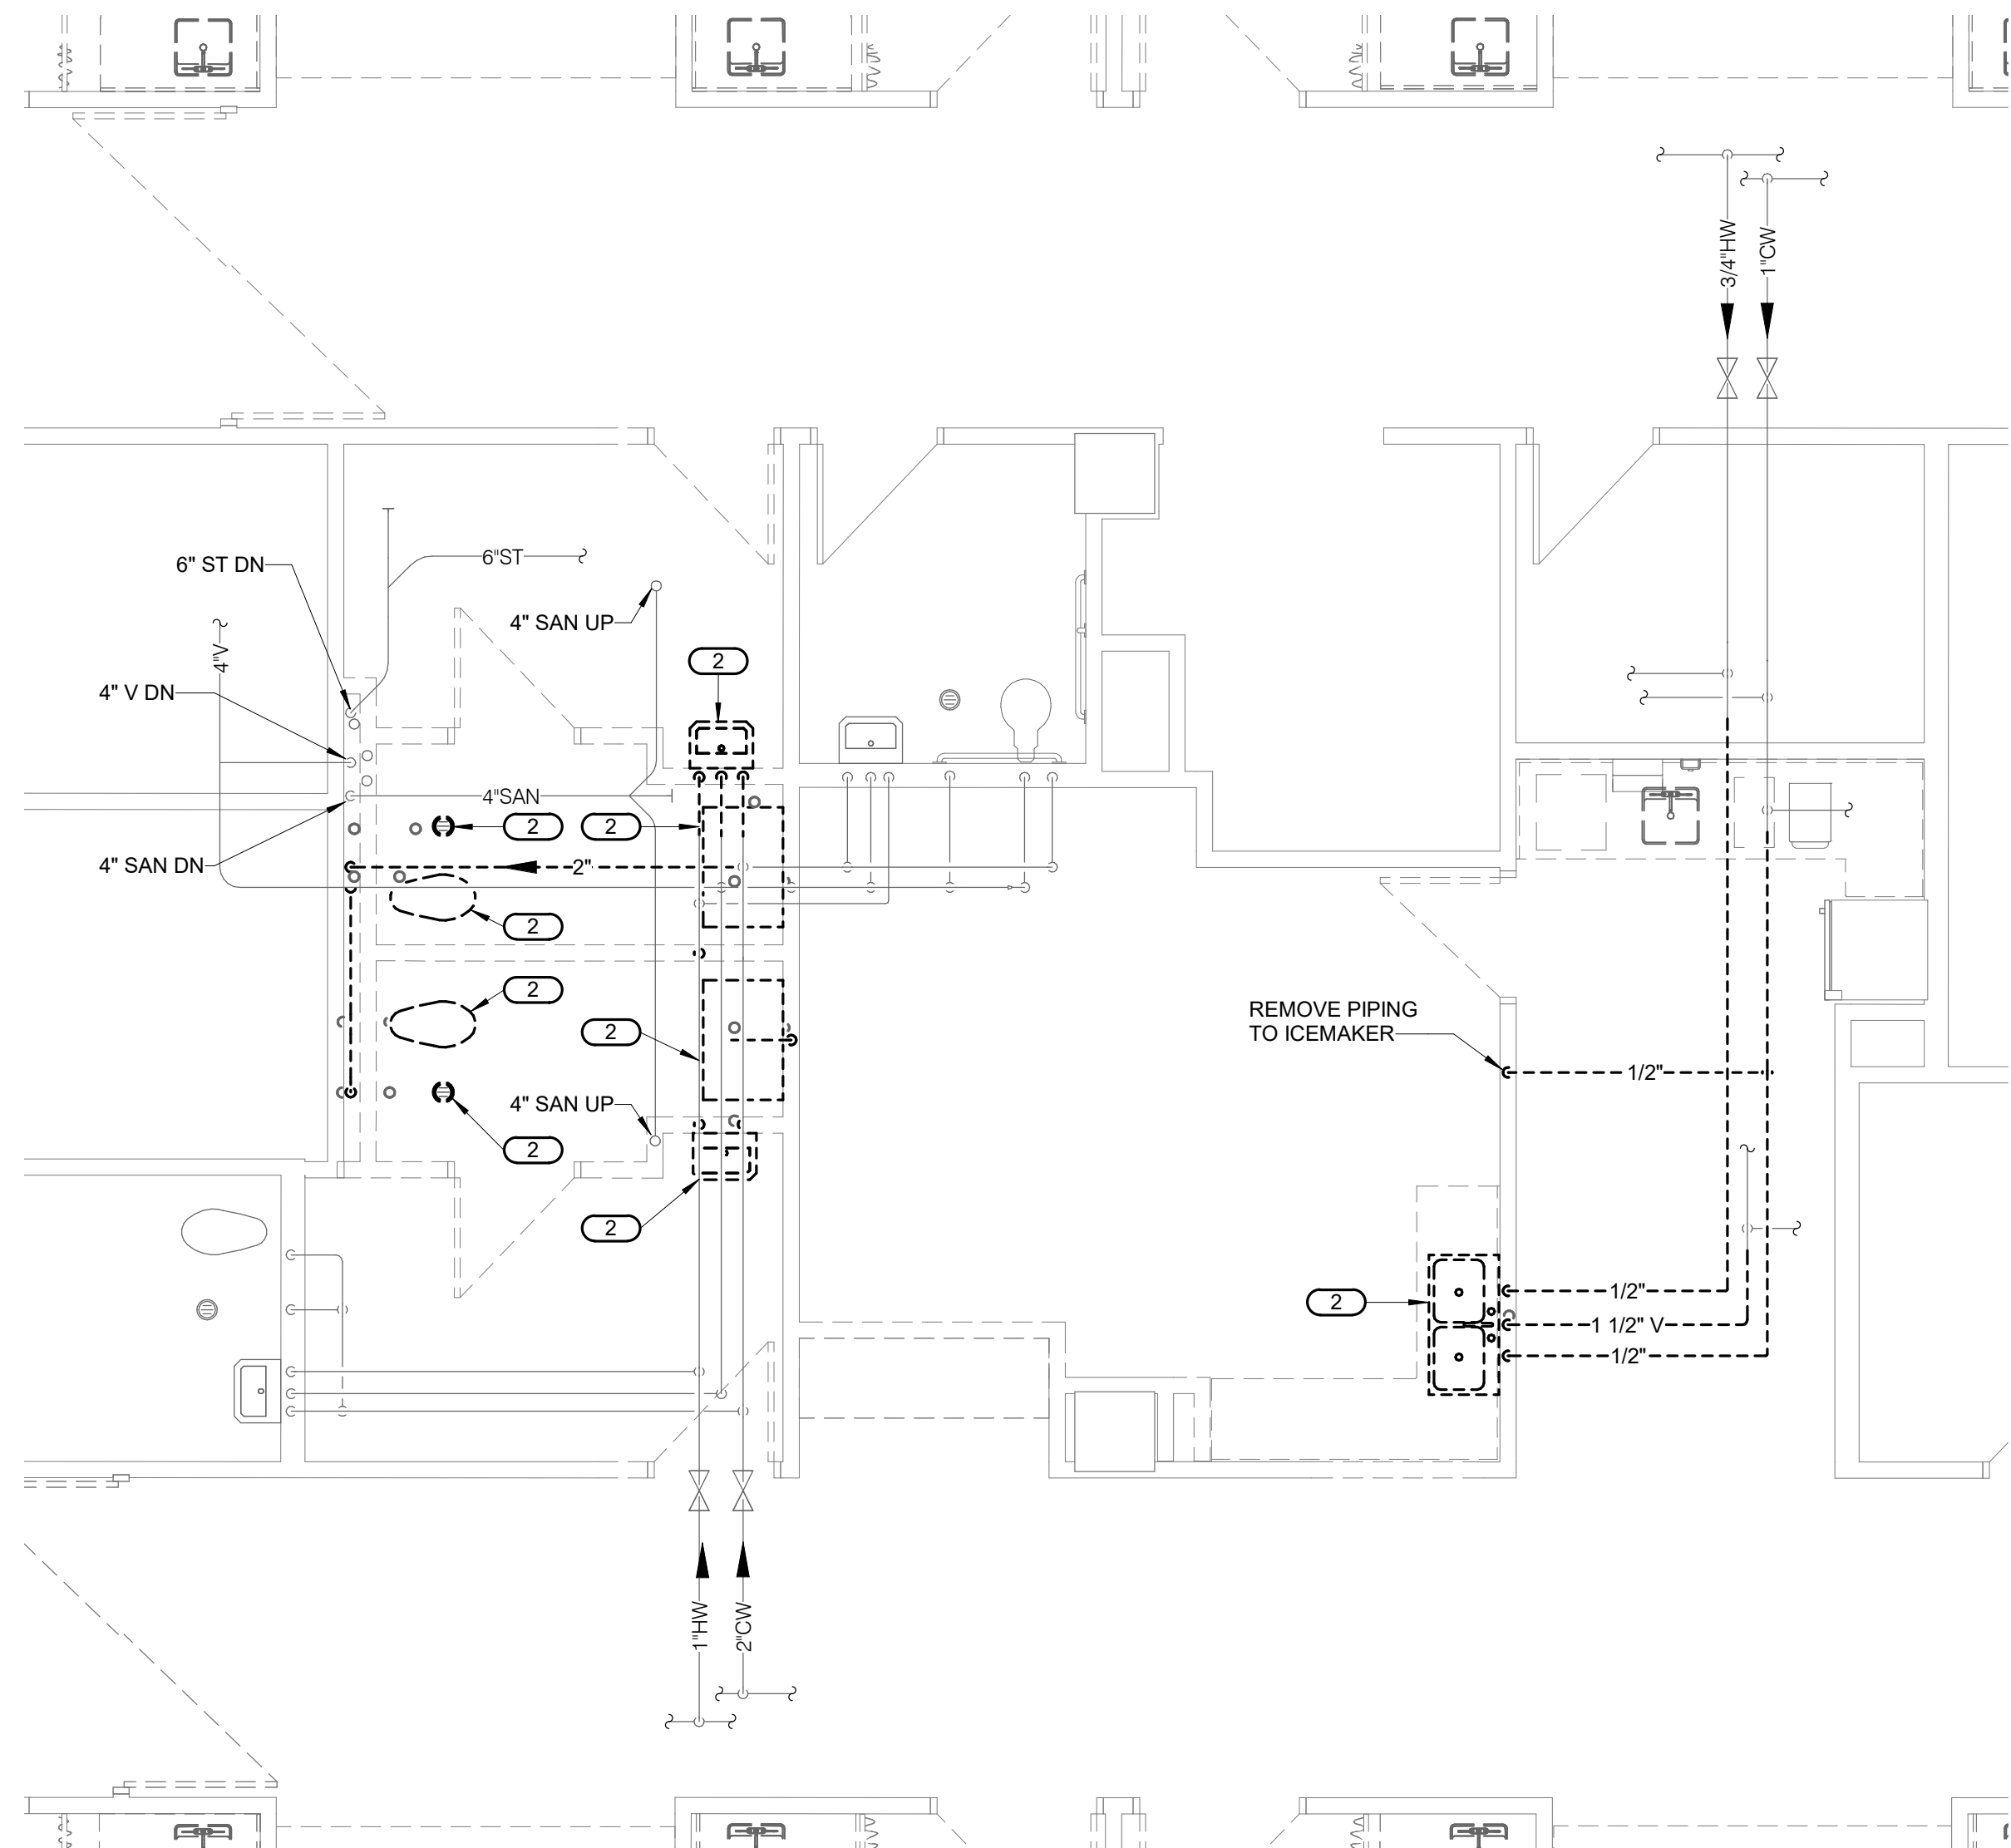 3/4"HW
1"CW
6" ST DN
6"ST
4" SAN UP
4"V
2
4" V DN
4"SAN
2
2
4" SAN DN
2"
2
2
REMOVE PIPING
TO ICEMAKER
2
1/2"
4" SAN UP
2
2
1/2"
2
1 1/2" V
1/2"
1"HW
2"CW